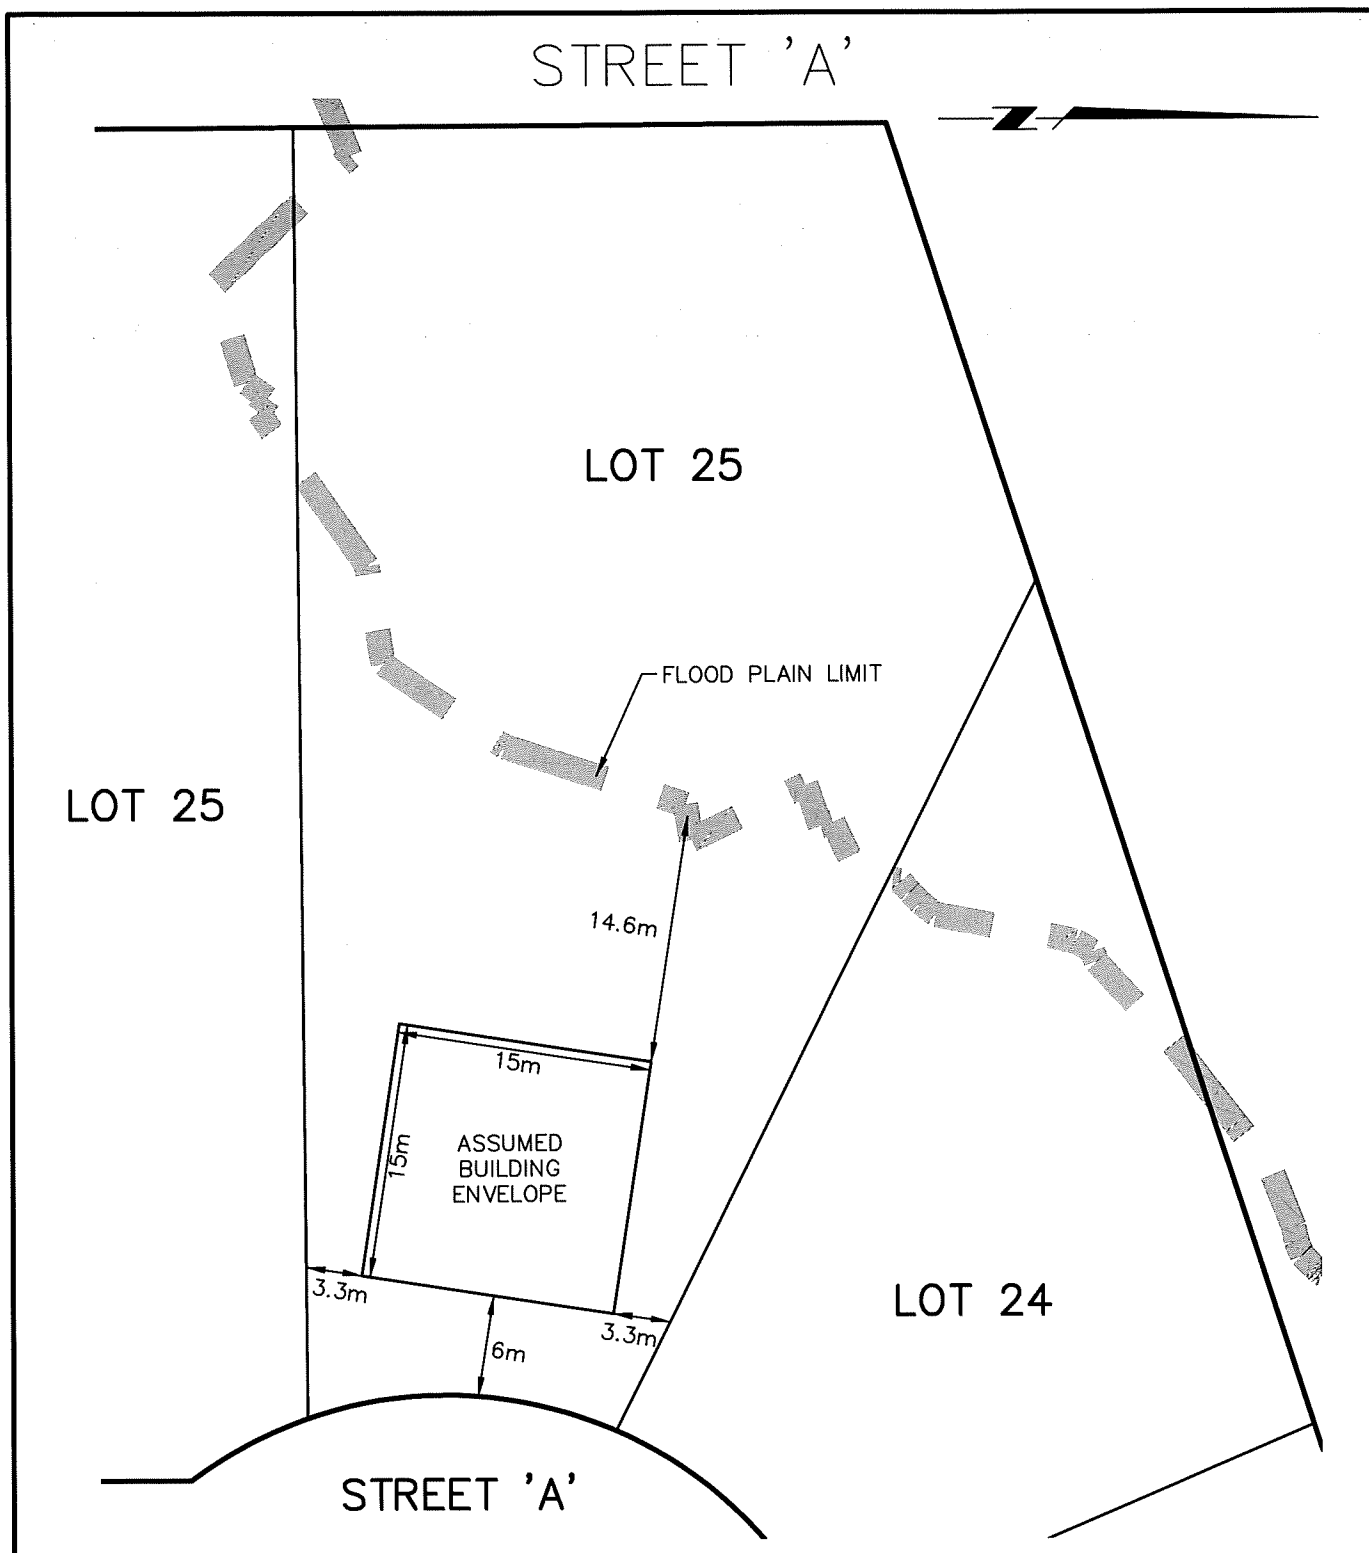 STREET 'A'
Z
LOT 25
FLOOD PLAIN LIMIT
LOT 25
14.6m
15m
15m
ASSUMED
BUILDING
ENVELOPE
3.3m
3.3m
6m
LOT 24
STREET 'A'